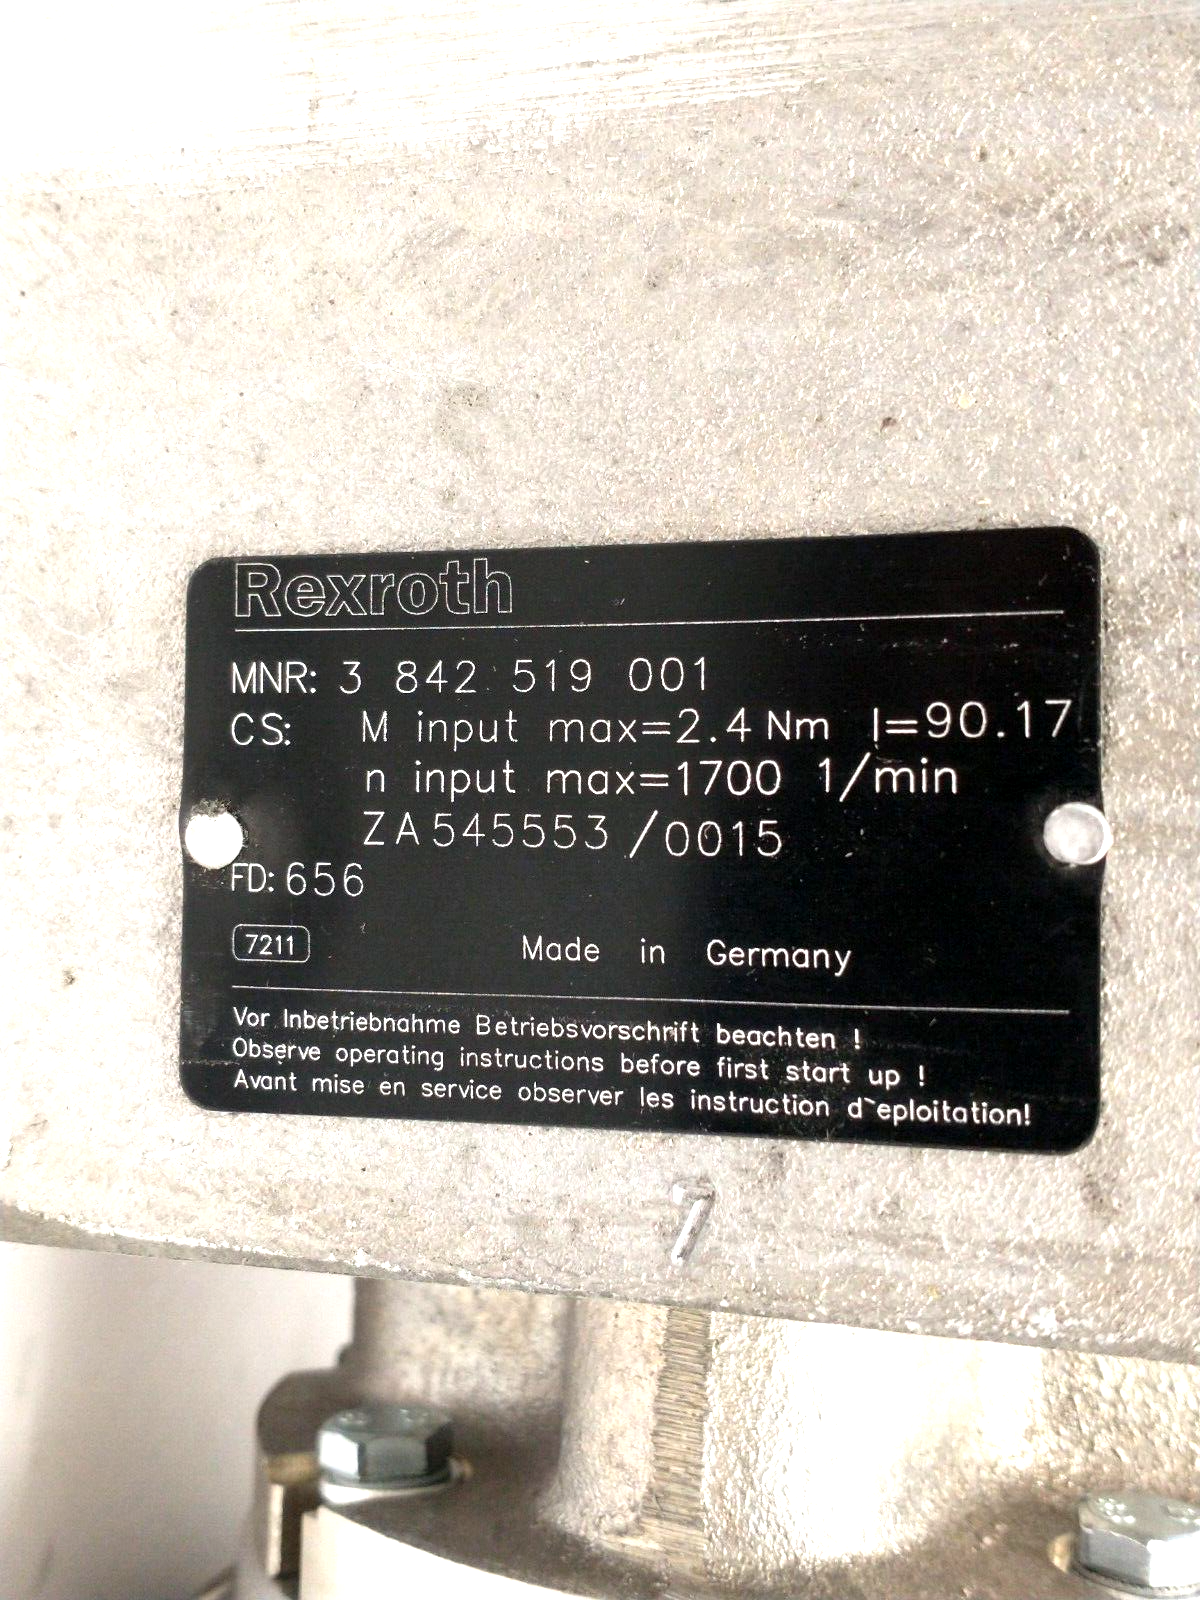 Rexroth
MNR: 3 842 519 001
CS: M input max=2.4 Nm I=90.17
n input max=1700 1/min
ZA545553/0015
FD: 656
7211
Made in Germany
Vor Inbetriebnahme Betriebsvorschrift beachten !
Observe operating instructions before first start up !
Avant mise en service observer les instruction d`eploitation!
7